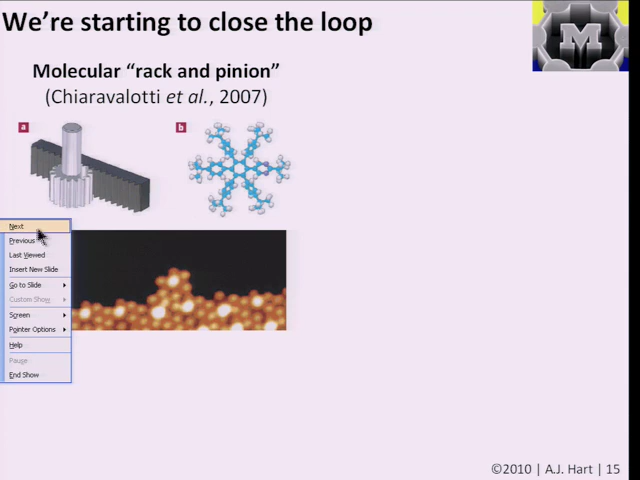 We're starting to close the loop
M
Molecular "rack and pinion"
(Chiaravalotti et al., 2007)
a
b
Next
Previous
Last Viewed
Insert New Slide
Go to Slide
Custom Show
Screen
Pointer Options
Help
Pause
End Show
©2010 | A.J. Hart | 15